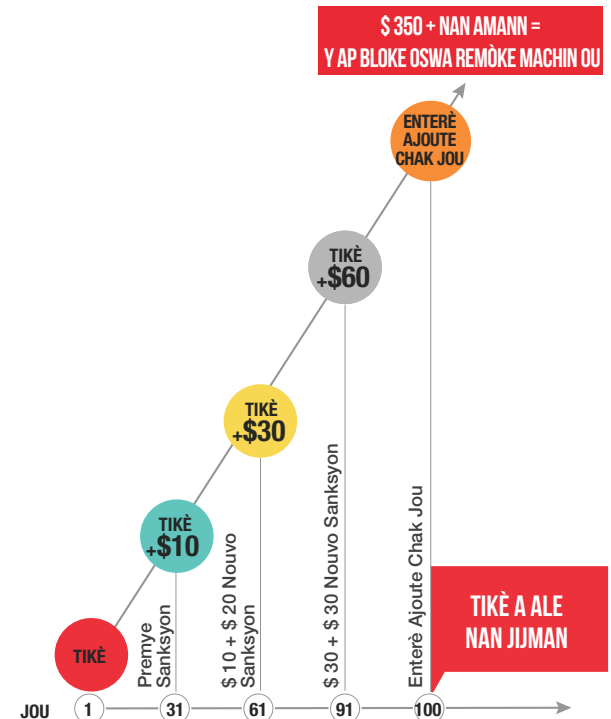 $ 350 + NAN AMANN =
Y AP BLOKE OSWA REMÒKE MACHIN OU
ENTERÈ
AJOUTE
CHAK JOU
TIKÈ
+$60
TIKÈ
+$30
TIKÈ
+$10
TIKÈ
Premye
Sanksyon
$ 10 + $ 20 Nouvo
Sanksyon
$ 30 + $ 30 Nouvo Sanksyon
Enterè Ajoute Chak Jou
TIKÈ A ALE
NAN JIJMAN
JOU 1 31 61 91 100